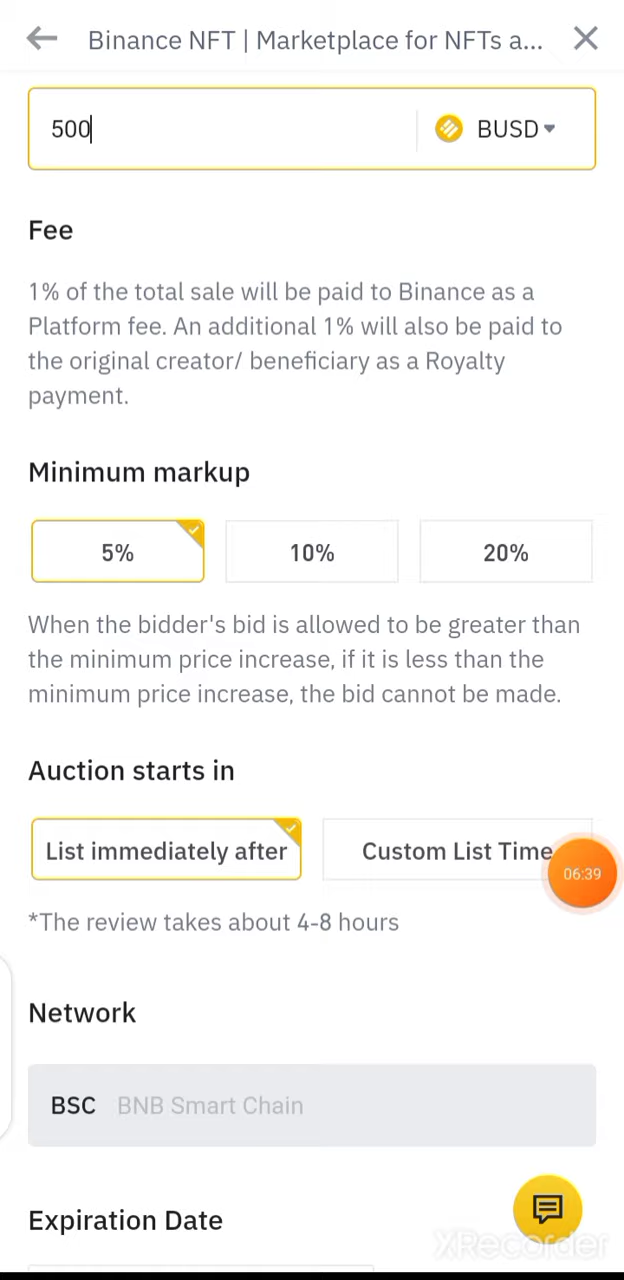 Binance NFT | Marketplace for NFTs a...
500
BUSD
Fee
1% of the total sale will be paid to Binance as a
Platform fee. An additional 1% will also be paid to
the original creator/ beneficiary as a Royalty
payment.
Minimum markup
5%
10%
20%
When the bidder's bid is allowed to be greater than
the minimum price increase, if it is less than the
minimum price increase, the bid cannot be made.
Auction starts in
List immediately after
Custom List Time
06:39
*The review takes about 4-8 hours
Network
BSC BNB Smart Chain
Expiration Date
XRecorder